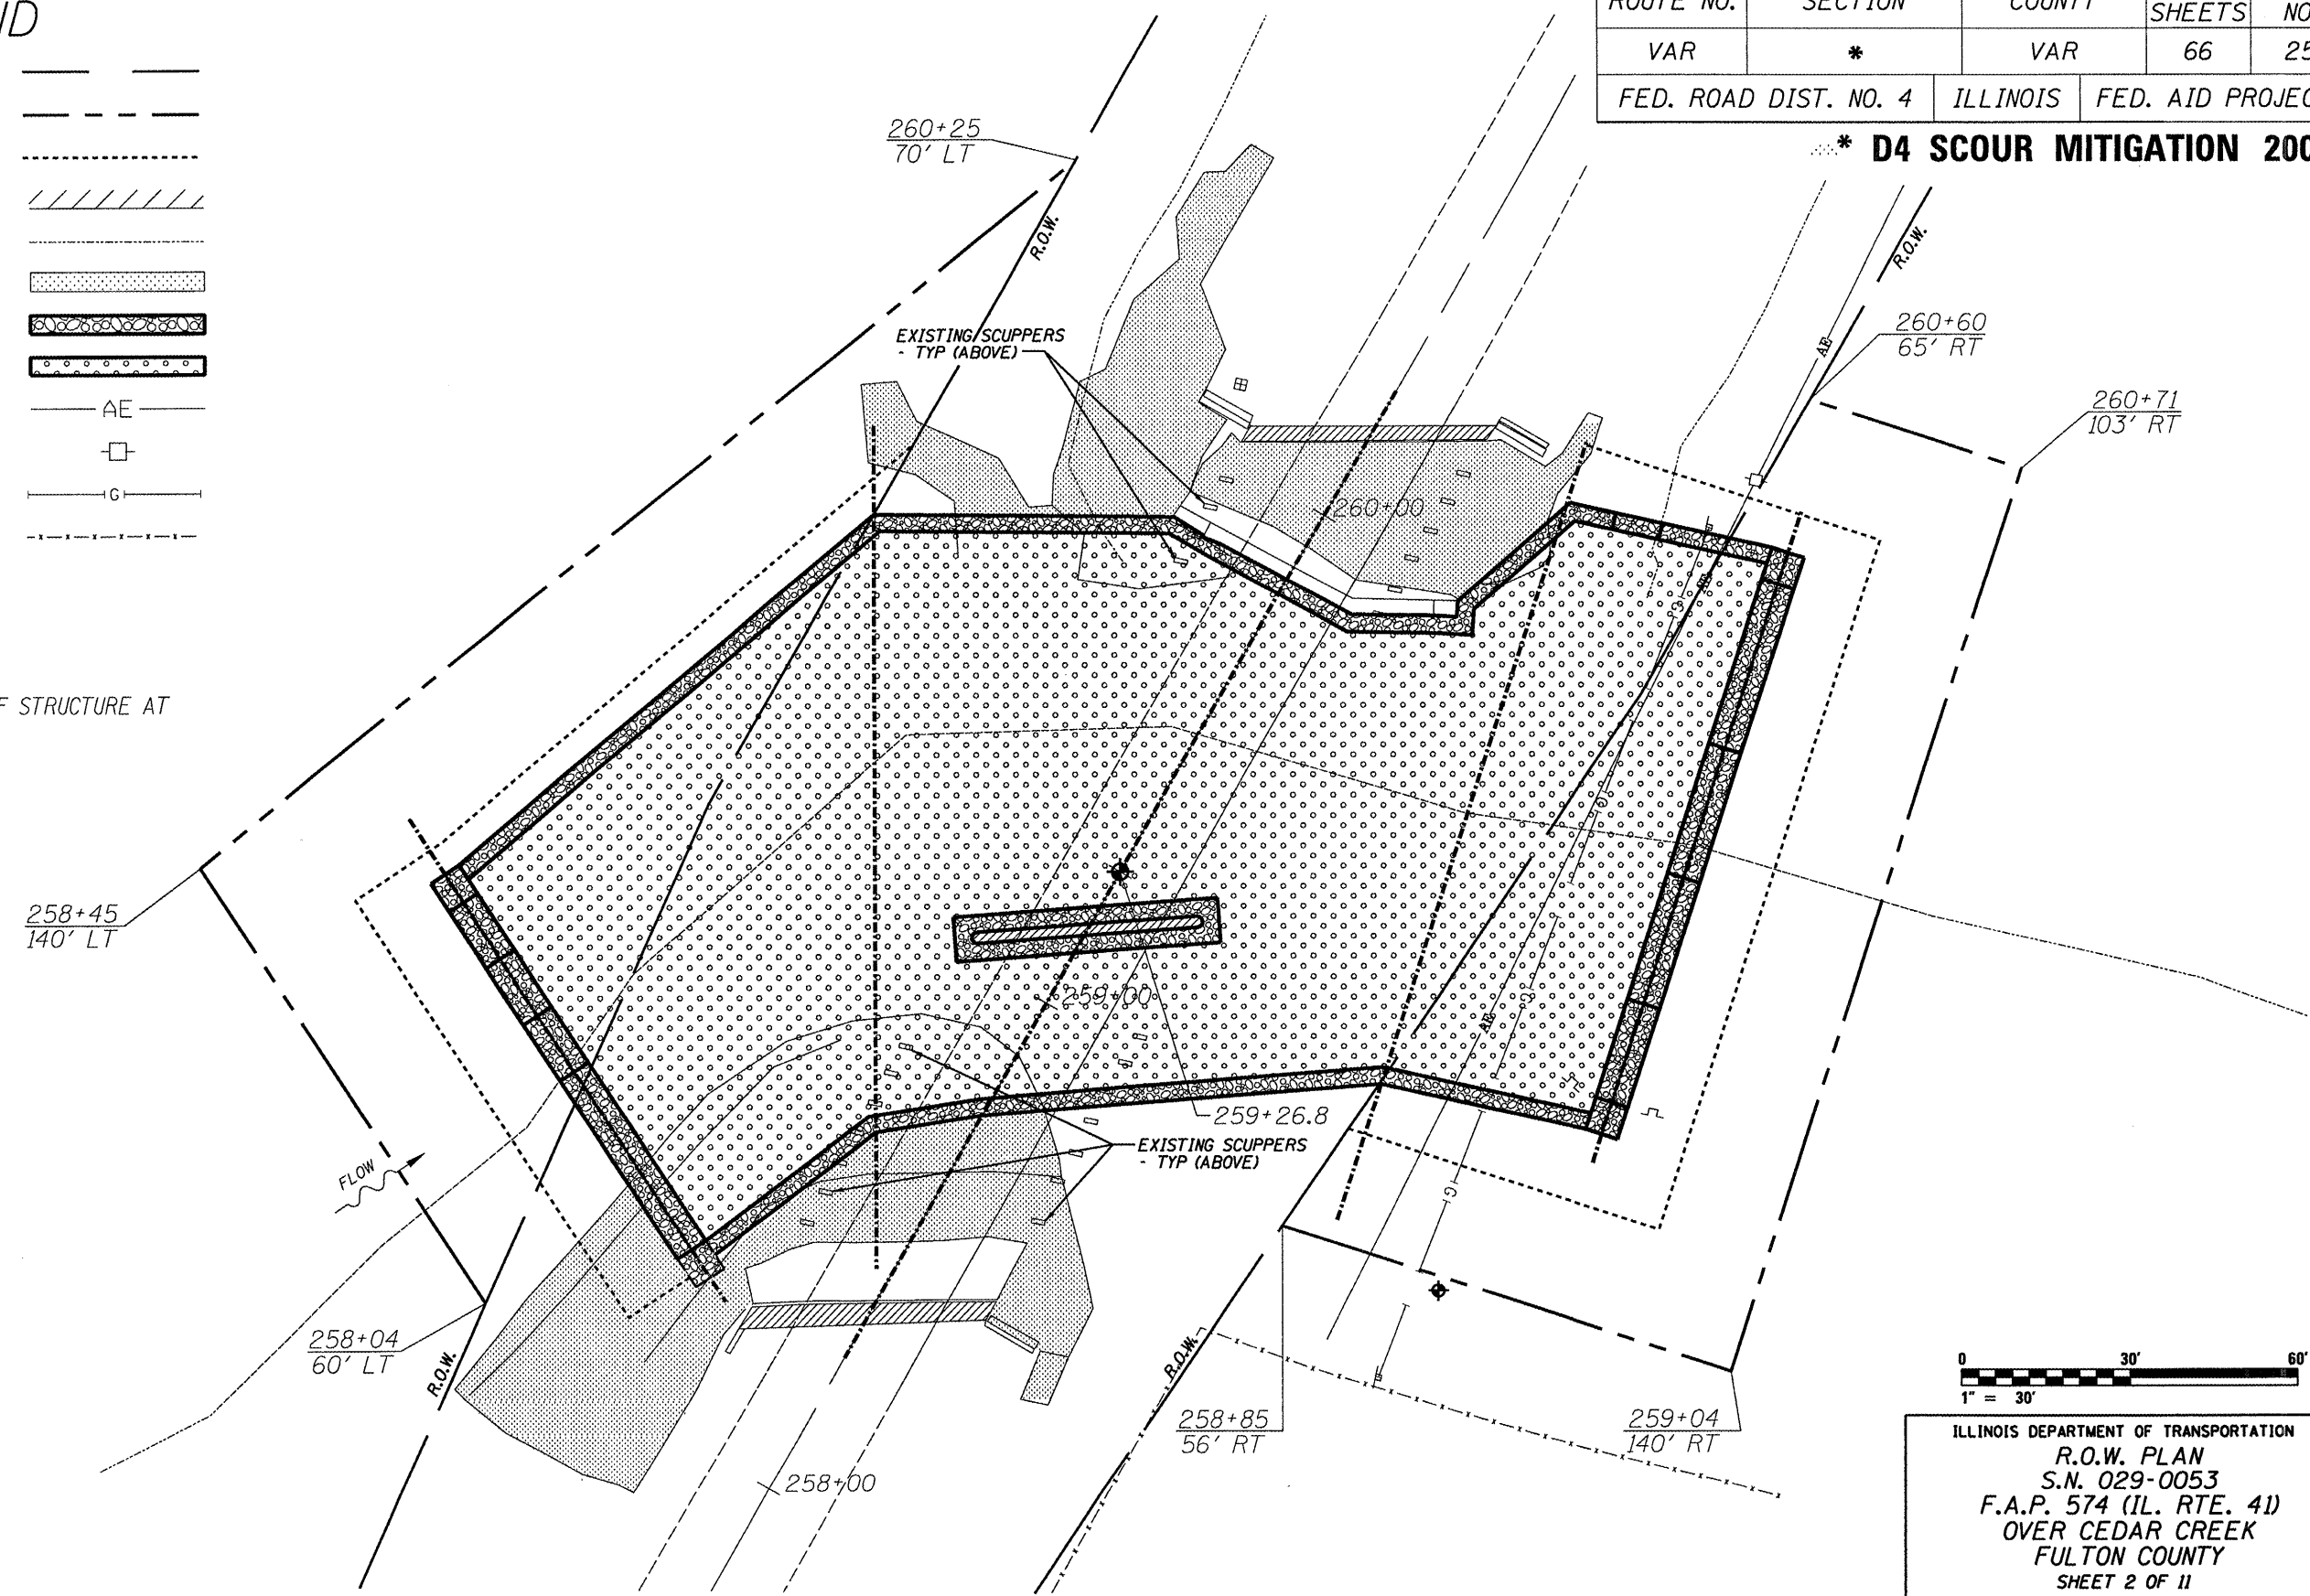 ROUTE NO. SECTION COUNTY SHEETS
VAR * VAR 66 25
FED. ROAD DIST. NO. 4 ILLINOIS FED. AID
* D4 SCOUR MITIGATION
260+25
70' LT
R.O.W.
R.O.W.
EXISTING SCUPPERS
- TYP (ABOVE)
AE
260+60
65' RT
260+71
103' RT
AE
G
STRUCTURE AT
260+00
AE
G
G
258+45
140' LT
259+00
G
AE
259+26.8
EXISTING SCUPPERS
- TYP (ABOVE)
FLOW
G
258+04
60' LT
R.O.W.
R.O.W.
258+85
56' RT
259+04
140' RT
258+00
0 30' 60'
1" = 30'
ILLINOIS DEPARTMENT OF TRANSPORTATION
R.O.W. PLAN
S.N. 029-0053
F.A.P. 574 (IL. RTE. 41)
OVER CEDAR CREEK
FULTON COUNTY
SHEET 2 OF 11